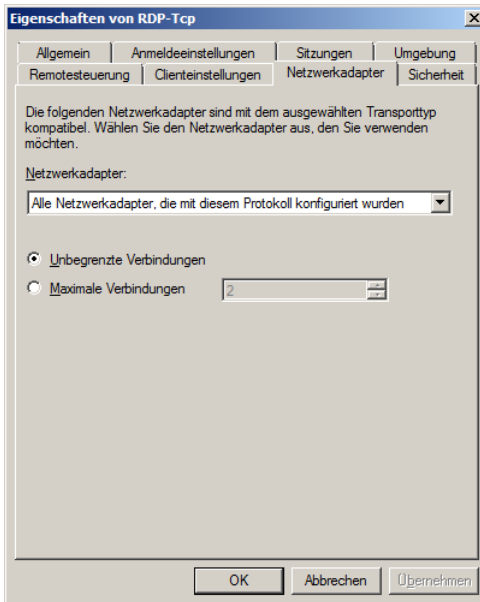 Eigenschaften von RDP-Tcp
Allgemein Anmeldeeinstellungen Sitzungen Umgebung
Remotesteuerung Clienteinstellungen Netzwerkadapter Sicherheit
Die folgenden Netzwerkadapter sind mit dem ausgewählten Transporttyp
kompatibel. Wählen Sie den Netzwerkadapter aus, den Sie verwenden
möchten.
Netzwerkadapter:
Alle Netzwerkadapter, die mit diesem Protokoll konfiguriert wurden
Unbegrenzte Verbindungen
Maximale Verbindungen 2
OK Abbrechen Übernehmen